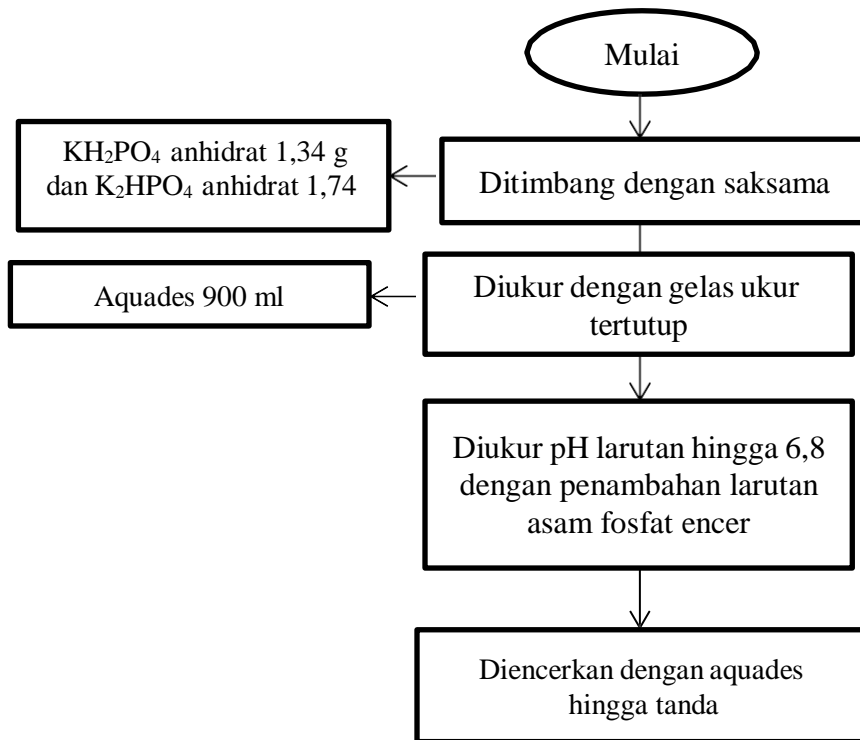 Mulai
KH₂PO₄ anhidrat 1,34 g
dan K₂HPO₄ anhidrat 1,74
Ditimbang dengan saksama
Aquades 900 ml
Diukur dengan gelas ukur
tertutup
Diukur pH larutan hingga 6,8
dengan penambahan larutan
asam fosfat encer
Diencerkan dengan aquades
hingga tanda